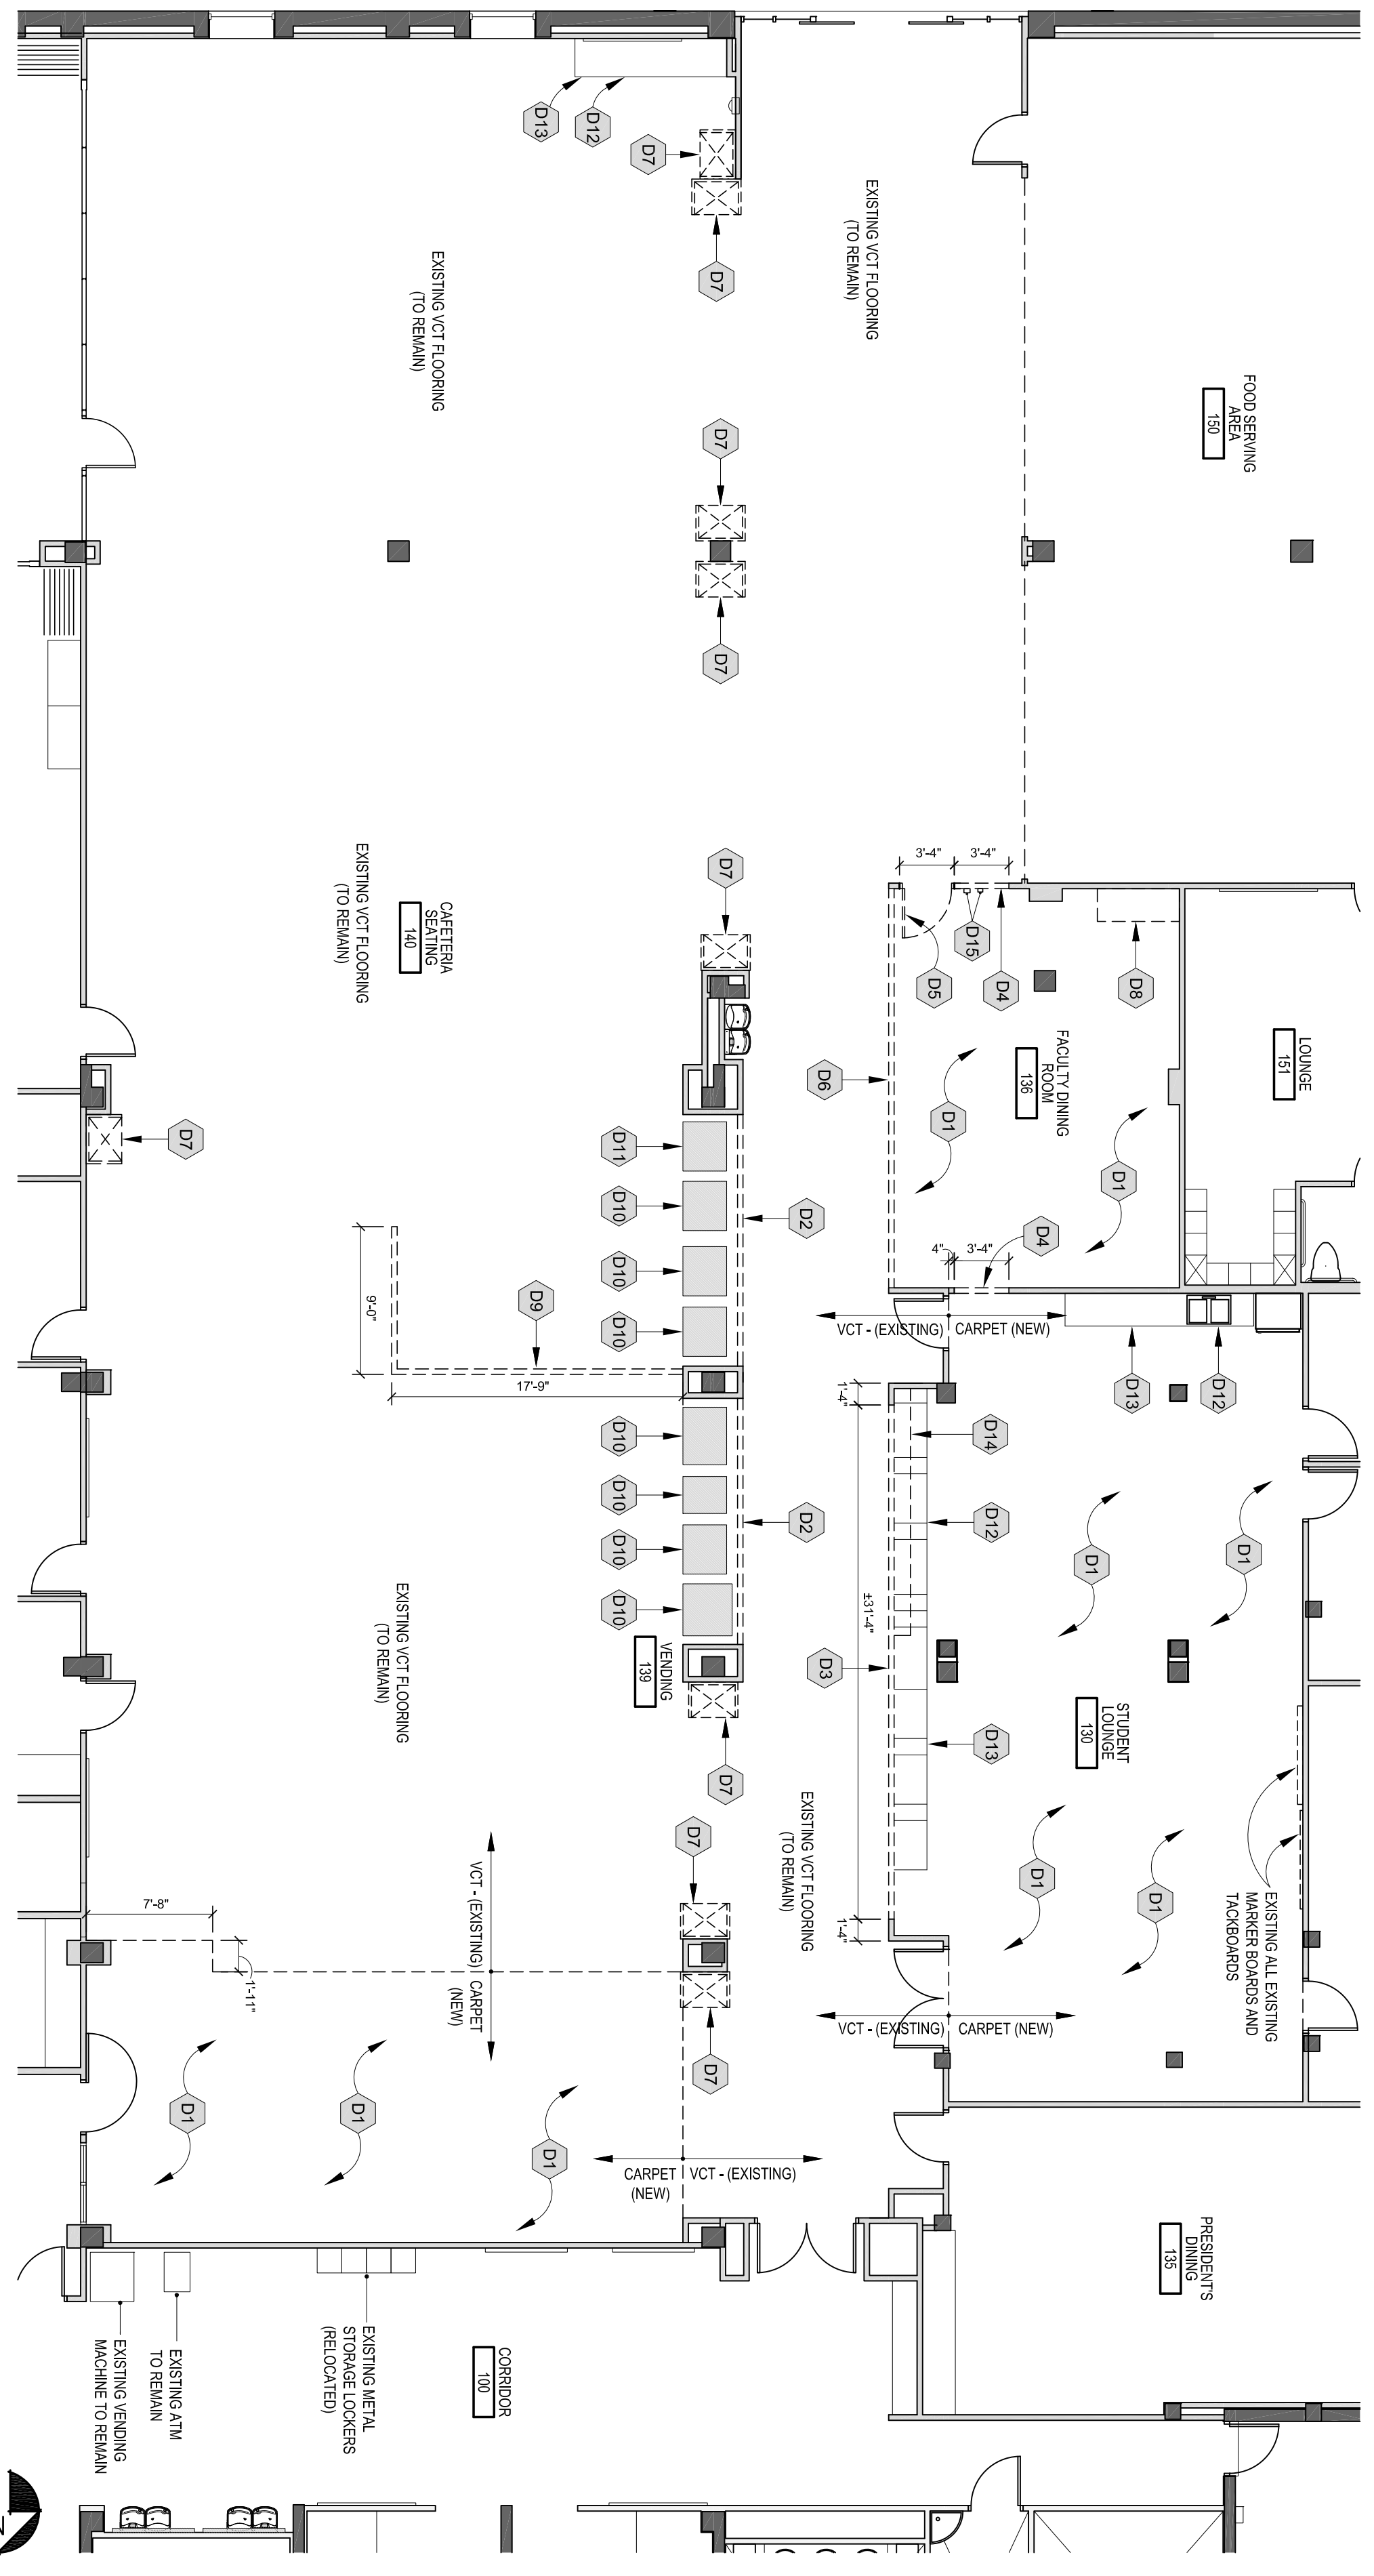 FOOD SERVING
AREA
150
EXISTING VCT FLOORING
(TO REMAIN)
D13
D12
D7
D7
EXISTING VCT FLOORING
(TO REMAIN)
D7
D7
LOUNGE
151
3'-4"
3'-4"
D5
D15
D4
D8
FACULTY DINING
ROOM
136
D1
D1
D6
D4
4"
3'-4"
D7
CAFETERIA
SEATING
140
EXISTING VCT FLOORING
(TO REMAIN)
D7
D11
D10
D10
D10
D2
D9
9'-0"
17'-9"
VCT - (EXISTING)
CARPET (NEW)
D13
D12
1'-4"
D14
D12
±31'-4"
D3
D13
1'-4"
D1
D1
STUDENT
LOUNGE
130
D1
D1
EXISTING ALL EXISTING
MARKER BOARDS AND
TACKBOARDS
D10
D10
D10
D10
D2
VENDING
139
EXISTING VCT FLOORING
(TO REMAIN)
D7
D7
EXISTING VCT FLOORING
(TO REMAIN)
VCT - (EXISTING)
CARPET
(NEW)
7'-8"
1'-11"
D7
VCT - (EXISTING)
CARPET (NEW)
D1
D1
D1
CARPET
(NEW)
VCT - (EXISTING)
PRESIDENT'S
DINING
135
CORRIDOR
100
EXISTING METAL
STORAGE LOCKERS
(RELOCATED)
EXISTING ATM
TO REMAIN
EXISTING VENDING
MACHINE TO REMAIN